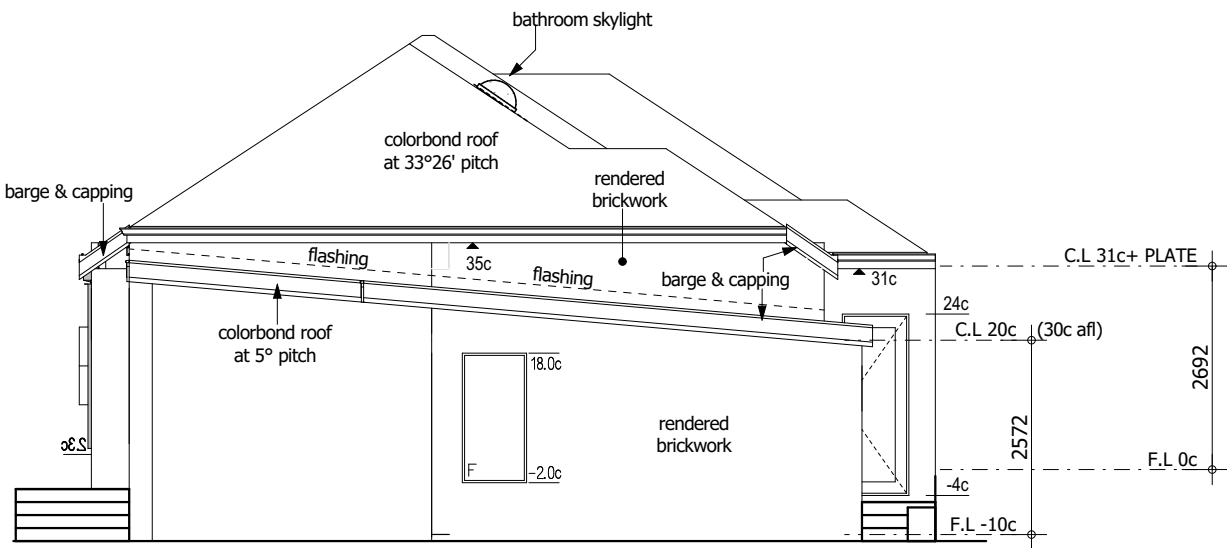 bathroom skylight
colorbond roof
at 33°26' pitch
barge & capping
rendered
brickwork
flashing
35c
flashing
barge & capping
31c
C.L 31c+ PLATE
24c
C.L 20c (30c afl)
colorbond roof
at 5° pitch
18.0c
2692
rendered
brickwork
2572
23c
F
-2.0c
F.L 0c
-4c
F.L -10c